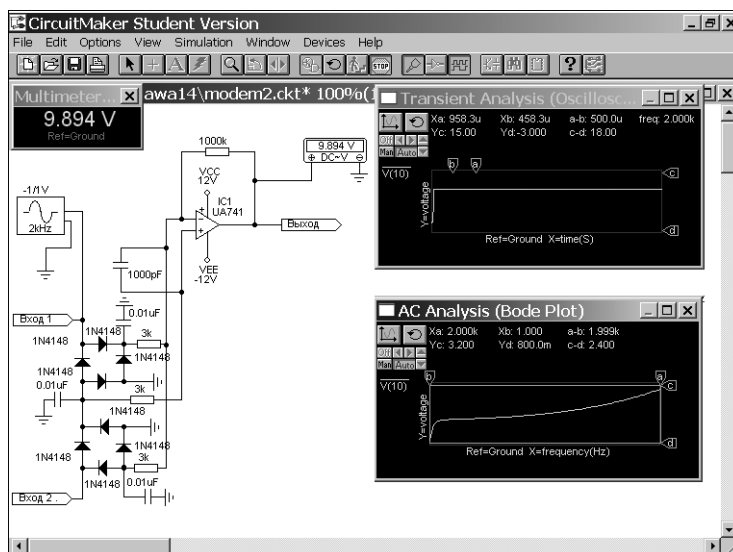 CircuitMaker Student Version
File Edit Options View Simulation Window Devices Help
Multimeter...
9.894 V
Ref=Ground
awa14\modem2.ckt* 100%(1
Transient Analysis (Oscillosc...
Xa: 958.3u Xb: 458.3u a-b: 500.0u freq: 2.000k
Yc: 15.00 Yd:-3.000 c-d: 18.00
Off
Man Auto
b a
V(10)
c
Y=voltage
d
Ref=Ground X=time(S)
1000k
9.894 V
DC~V
VCC
12V
IC1
UA741
-1/1V
2kHz
Выход
VEE
-12V
1000pF
0.01uF
Вход 1
1N4148
3k
1N4148
1N4148
1N4148
0.01uF
3k
1N4148
1N4148
1N4148
3k
1N4148
0.01uF
Вход 2 .
AC Analysis (Bode Plot)
Xa: 2.000k Xb: 1.000 a-b: 1.999k
Yc: 3.200 Yd: 800.0m c-d: 2.400
Off
Man Auto
b a
V(10)
c
Y=voltage
d
Ref=Ground X=frequency(Hz)
STOP